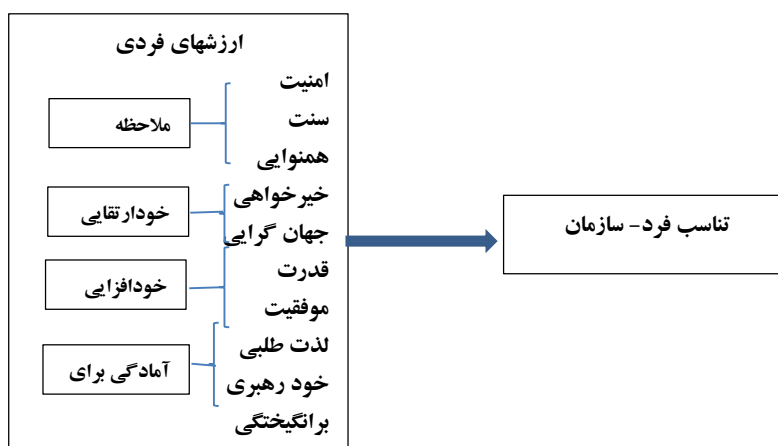 ارزشهای فردی
امنیت
سنت
همنوایی
ملاحظه
خیرخواهی
جهان گرایی
خودارتقایی
قدرت
موفقیت
خودافزایی
لذت طلبی
خود رهبری
برانگیختگی
آمادگی برای
تناسب فرد- سازمان